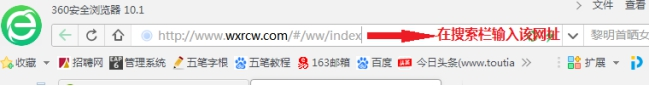 360安全浏览器 10.1
文件 查看
http://www.wxrcw.com/#/ww/index 在搜索栏输入该网址 黎明首晒女
收藏 招聘网 管理系统 五笔字根 五笔教程 163邮箱 百度 今日头条(www.toutia 扩展